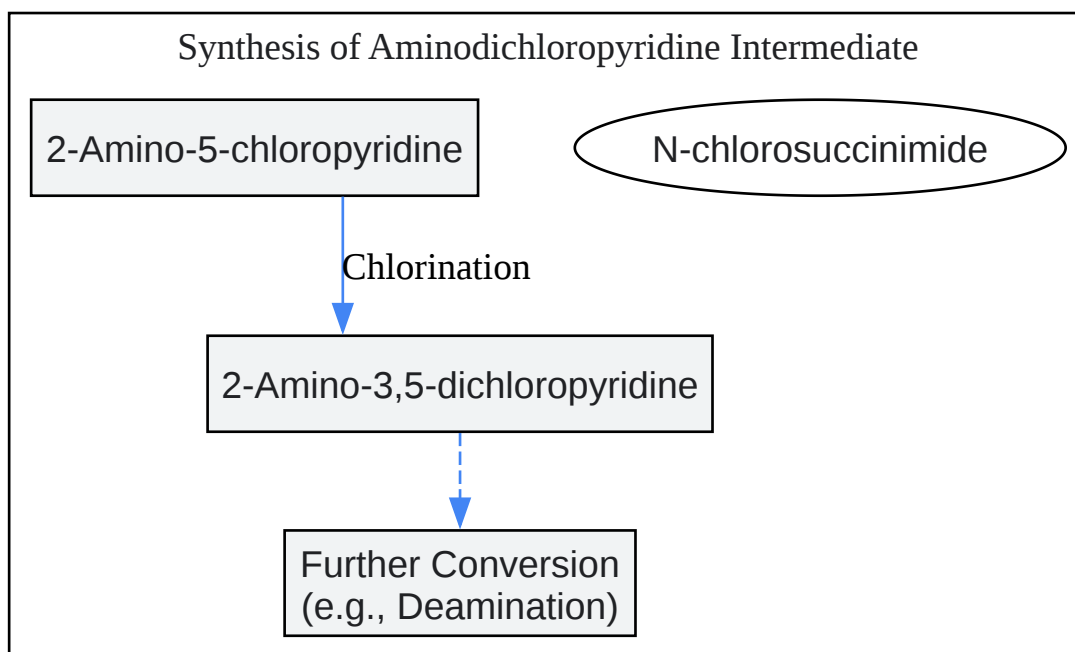 Synthesis of Aminodichloropyridine Intermediate
2-Amino-5-chloropyridine
N-chlorosuccinimide
Chlorination
2-Amino-3,5-dichloropyridine
Further Conversion
(e.g., Deamination)